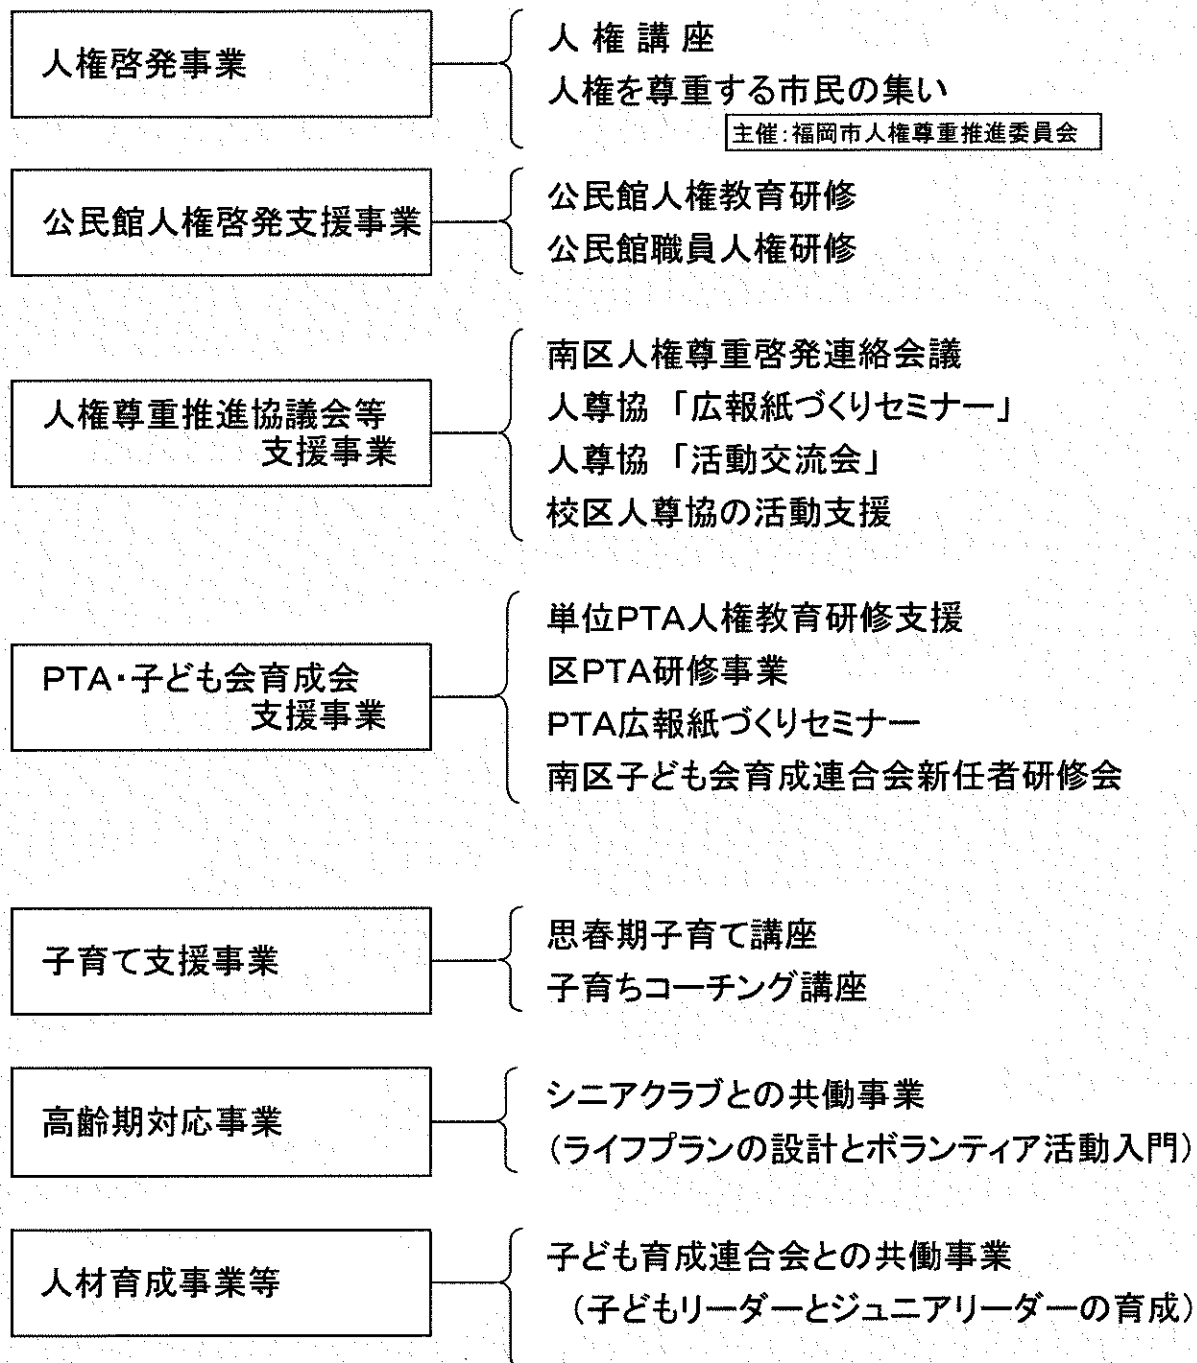 人権啓発事業
人 権 講 座
人権を尊重する市民の集い
主催:福岡市人権尊重推進委員会
公民館人権啓発支援事業
公民館人権教育研修
公民館職員人権研修
人権尊重推進協議会等
支援事業
南区人権尊重啓発連絡会議
人尊協 「広報紙づくりセミナー」
人尊協 「活動交流会」
校区人尊協の活動支援
PTA・子ども会育成会
支援事業
単位PTA人権教育研修支援
区PTA研修事業
PTA広報紙づくりセミナー
南区子ども会育成連合会新任者研修会
子育て支援事業
思春期子育て講座
子育ちコーチング講座
高齢期対応事業
シニアクラブとの共働事業
(ライフプランの設計とボランティア活動入門)
人材育成事業等
子ども育成連合会との共働事業
(子どもリーダーとジュニアリーダーの育成)